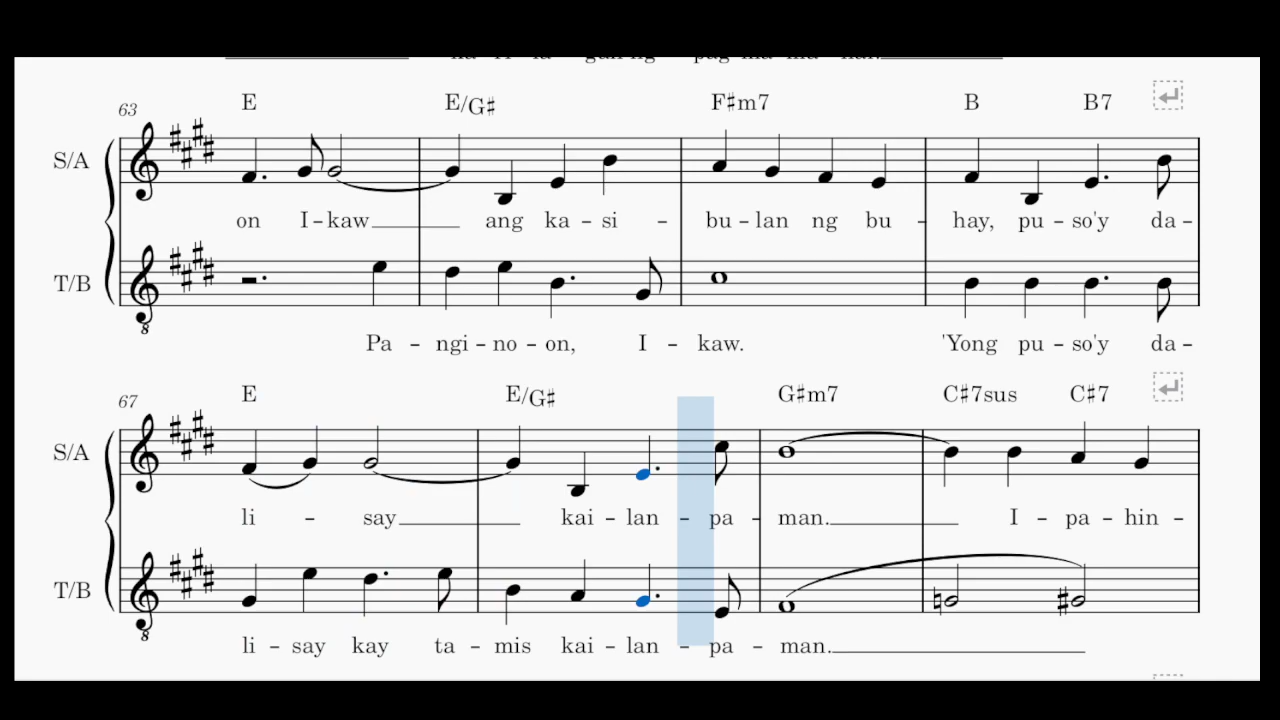 63 E E/G♯ F♯m7 B B7
S/A
on I-kaw ang ka-si-bu-lan ng bu-hay, pu-so'y da-
T/B
8
Pa-ngi-no-on, I-kaw. 'Yong pu-so'y da-
67 E E/G♯ G♯m7 C♯7sus C♯7
S/A
li-say kai-lan-pa-man. I-pa-hin-
T/B
8
li-say kay ta-mis kai-lan-pa-man.